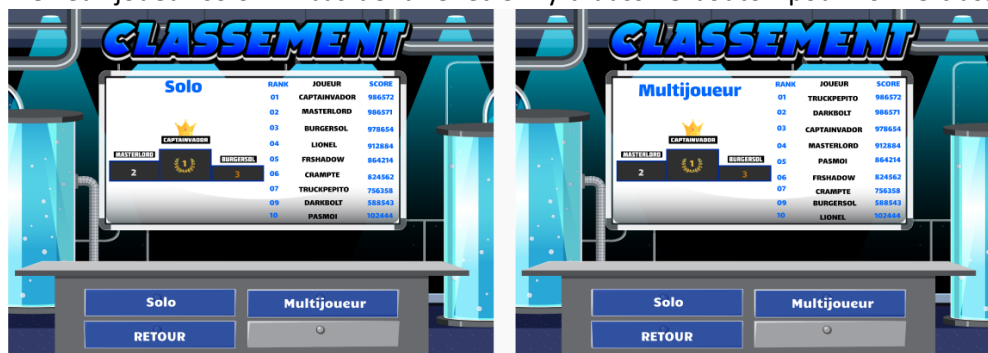 CLASSEMENT
Solo
RANK JOUEUR SCORE
01 CAPTAINVADOR 986572
02 MASTERLORD 986571
03 BURGERSOL 978654
04 LIONEL 912884
05 FRSHADOW 864214
06 CRAMPTE 824562
07 TRUCKPEPITO 756358
09 DARKBOLT 588543
10 PASMOI 102444
CAPTAINVADOR
MASTERLORD
BURGERSOL
1
2
3
Solo
Multijoueur
RETOUR
CLASSEMENT
Multijoueur
RANK JOUEUR SCORE
01 TRUCKPEPITO 986572
02 DARKBOLT 986571
03 CAPTAINVADOR 978654
04 MASTERLORD 912884
05 PASMOI 864214
06 FRSHADOW 824562
07 CRAMPTE 756358
09 BURGERSOL 588543
10 LIONEL 102444
CAPTAINVADOR
MASTERLORD
BURGERSOL
1
2
3
Solo
Multijoueur
RETOUR